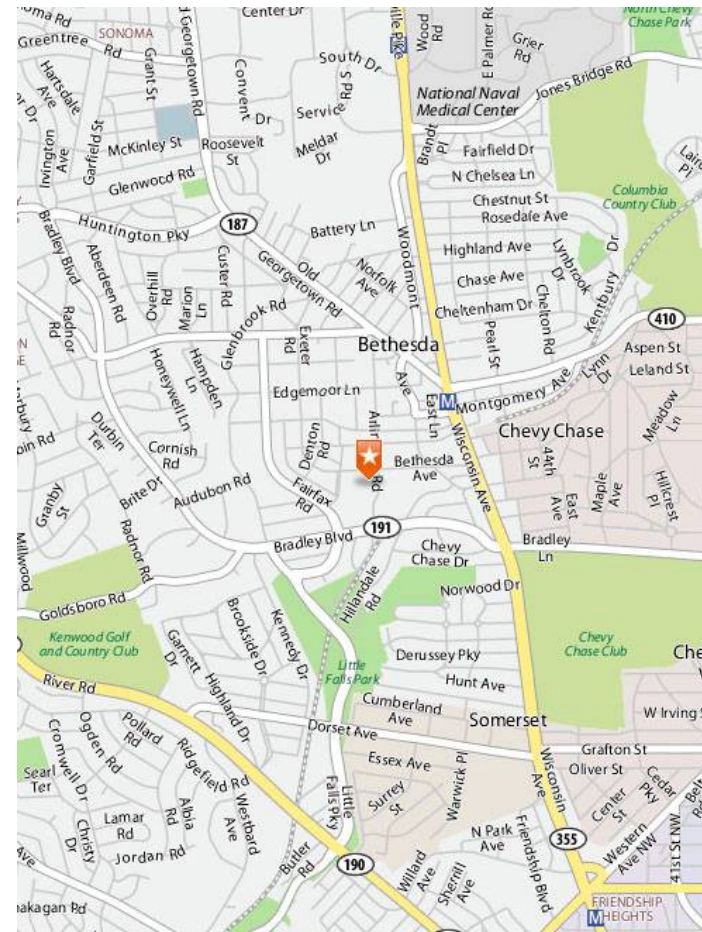 Center Dr
North Chevy
Chase Park
SONOMA
Greentree Rd
Grant St
Georgetown Rd
Convent
Dr
South Dr
Wood
Rd
E Palmer Rd
Grier
Rd
Jones Bridge Rd
National Naval
Medical Center
Hartsdale
Ave
Service Rd
S Pl
Irvington
Ave
Garfield St
McKinley St
Roosevelt
St
Meldar
Dr
Brandt
Pl
Fairfield Dr
N Chelsea Ln
Glenwood Rd
Columbia
Country Club
Chestnut St
Rosedale Ave
187
Battery Ln
Woodmont
Ave
Huntington Pky
Bradley Blvd
Aberdeen Rd
Highland Ave
Lynbrook
Dr
Kentbury Dr
Custer Rd
Old
Georgetown Rd
Norfolk
Ave
Chase Ave
Overhill
Rd
Marion
Ln
Cheltenham Dr
Chelton Rd
Radnor
Rd
Glenbrook Rd
Exeter
Rd
Pearl St
410
Bethesda
Aspen St
Leland St
Lynn
Dr
Honeywell Ln
Hampden
Ln
Edgemoor Ln
M
Montgomery Ave
East Ln
Meadow
Ln
Durbin
Ter
Cornish
Rd
Denton
Rd
Wisconsin Ave
Chevy Chase
44th
St
Bethesda
Ave
East
Ave
Maple
Ave
Hillcrest
Pl
Granby
St
Brite Dr
Audubon Rd
Fairfax
Rd
Rd
191
Millwood
Radnor Rd
Bradley Blvd
Chevy
Chase Dr
Bradley
Ln
Norwood Dr
Goldsboro Rd
Hillandale
Rd
Kenwood Golf
and Country Club
Brookside Dr
Kennedy Dr
Garnett
Dr
Highland Dr
Little
Falls Park
Derussey Pky
Chevy
Chase Club
Hunt Ave
River Rd
Cumberland
Ave
Somerset
W Irving S
Ogden Rd
Pollard
Rd
Dorset Ave
Grafton St
Oliver St
Cromwell Dr
Ridgefield Rd
Essex Ave
Warwick Pl
Wisconsin
Ave
Searl
Ter
Cedar
Pky
Center
St
Surrey
St
Little
Falls Pky
Albia
Rd
Westbard
Ave
Lamar
Rd
Christy
Dr
Jordan Rd
N Park
Ave
355
Western
Ave NW
41st St NW
Butler
Rd
190
Willard
Ave
Sherrill
Ave
Friendship Blvd
FRIENDSHIP
HEIGHTS
M